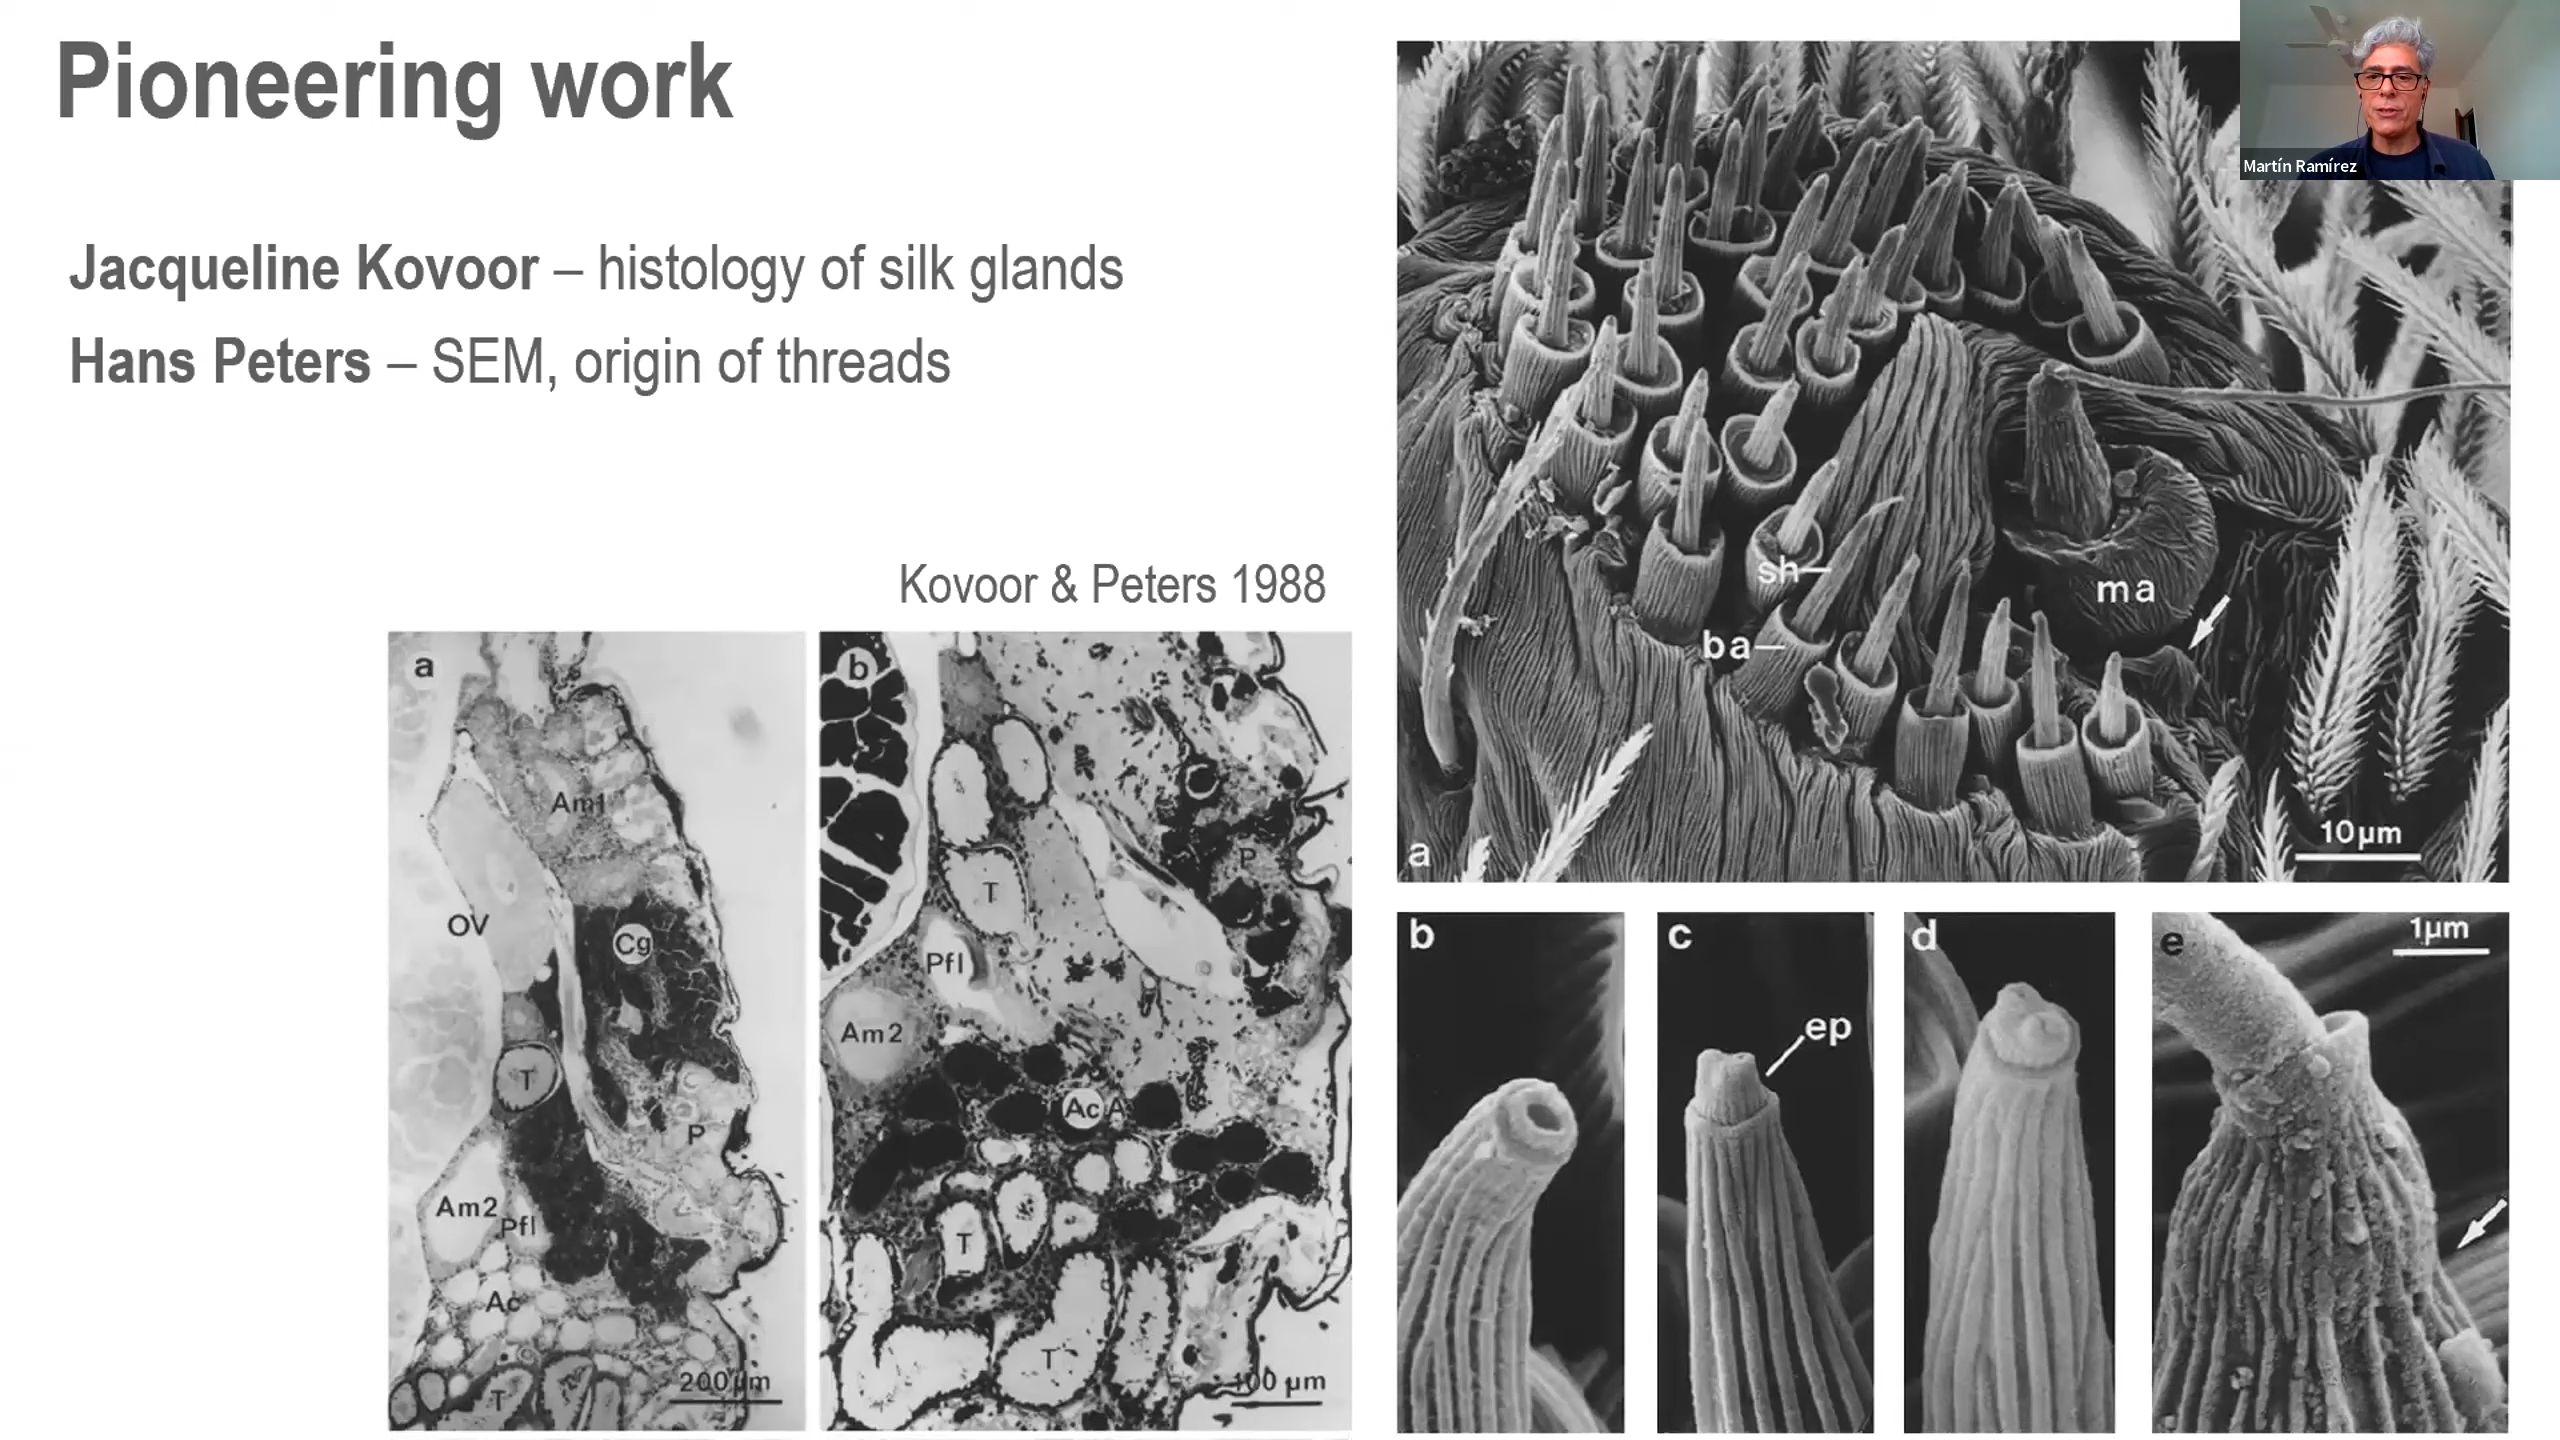 Pioneering work
Martín Ramírez
Jacqueline Kovoor – histology of silk glands
Hans Peters – SEM, origin of threads
Kovoor & Peters 1988
a
Am1
OV
Cg
T
P
Am2
Pfl
Ac
T
200 µm
b
P
T
Pfl
Am2
Ac A
T
T
100 µm
sh
ma
ba
10µm
a
b
c
ep
d
e
1µm